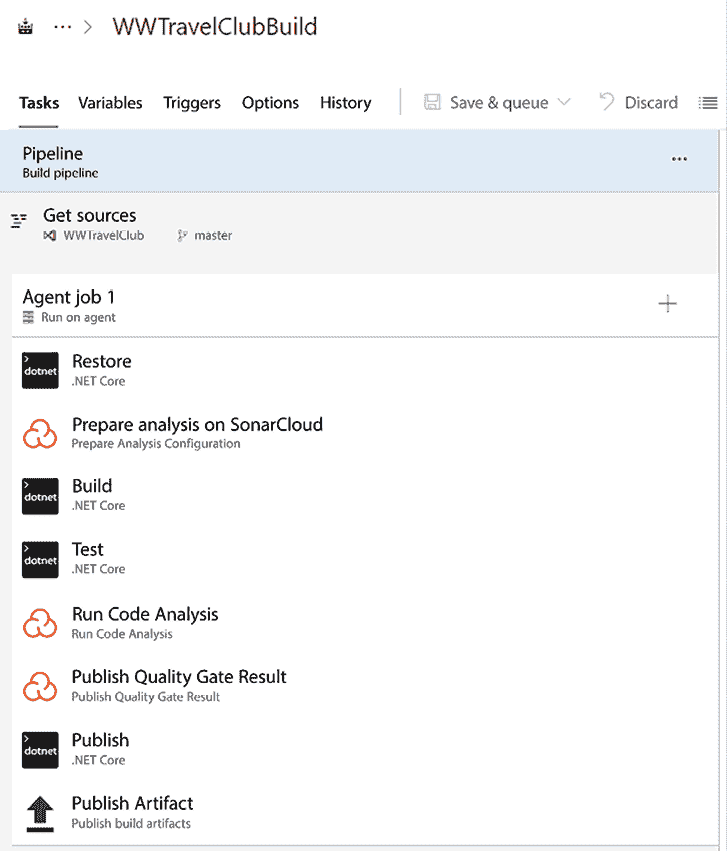 ··· > WWTravelClubBuild
Tasks Variables Triggers Options History Save & queue Discard
Pipeline
Build pipeline
···
Get sources
WWTravelClub master
Agent job 1
Run on agent
>
dotnet
Restore
.NET Core
Prepare analysis on SonarCloud
Prepare Analysis Configuration
>
dotnet
Build
.NET Core
>
dotnet
Test
.NET Core
Run Code Analysis
Run Code Analysis
Publish Quality Gate Result
Publish Quality Gate Result
>
dotnet
Publish
.NET Core
Publish Artifact
Publish build artifacts